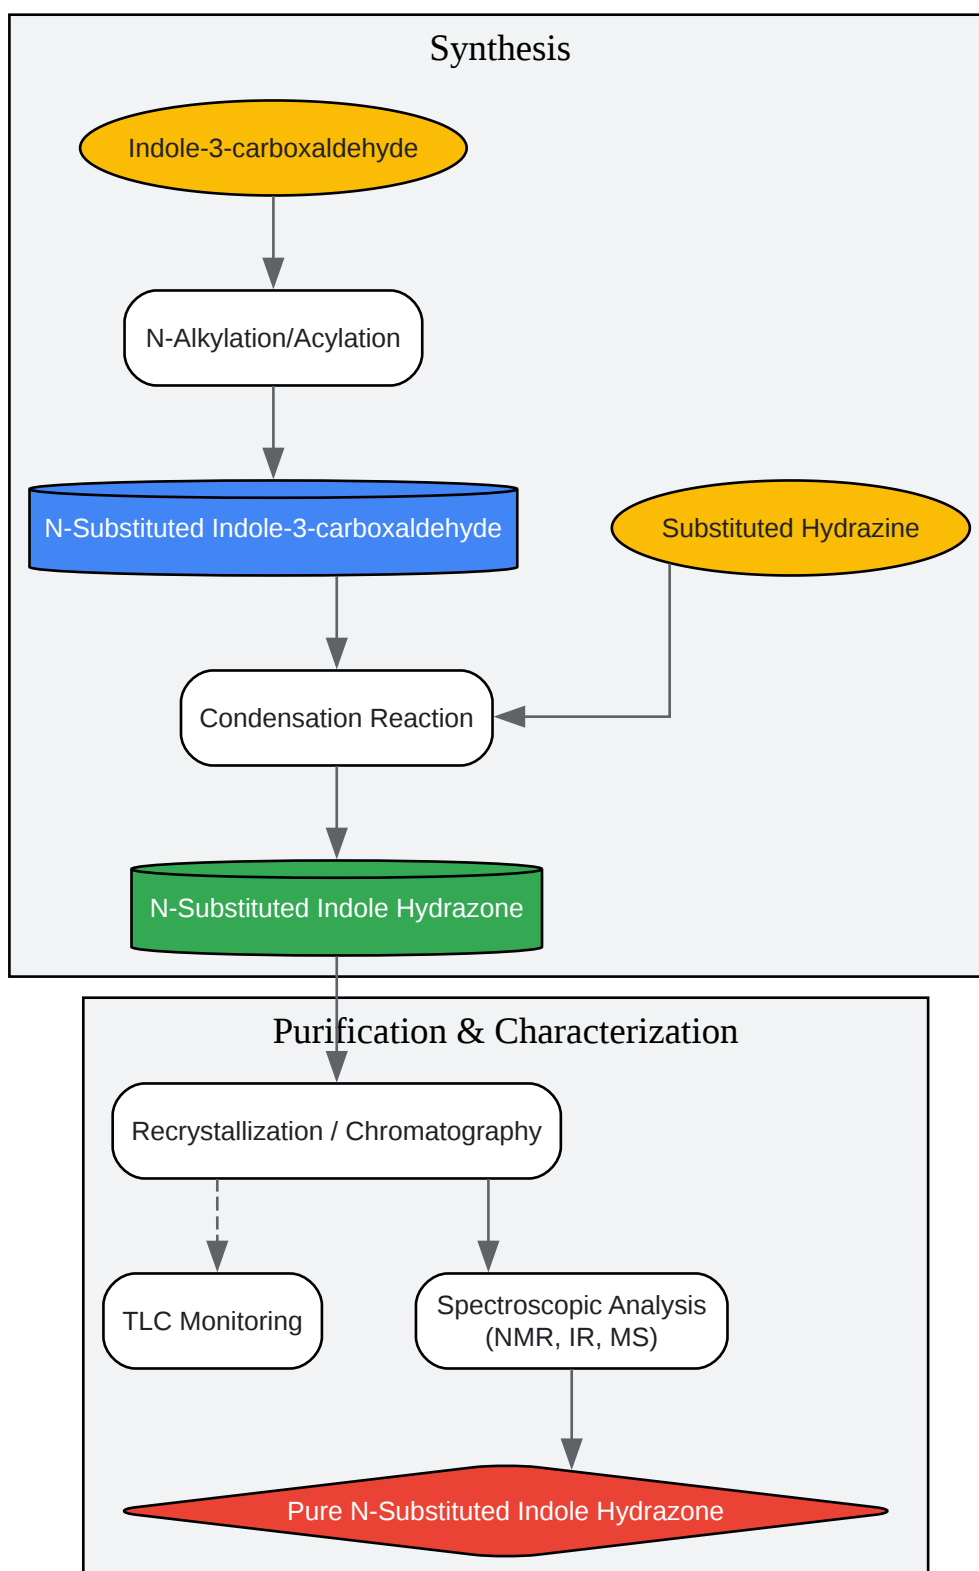 Synthesis
Indole-3-carboxaldehyde
N-Alkylation/Acylation
N-Substituted Indole-3-carboxaldehyde
Substituted Hydrazine
Condensation Reaction
N-Substituted Indole Hydrazone
Purification & Characterization
Recrystallization / Chromatography
TLC Monitoring
Spectroscopic Analysis
(NMR, IR, MS)
Pure N-Substituted Indole Hydrazone